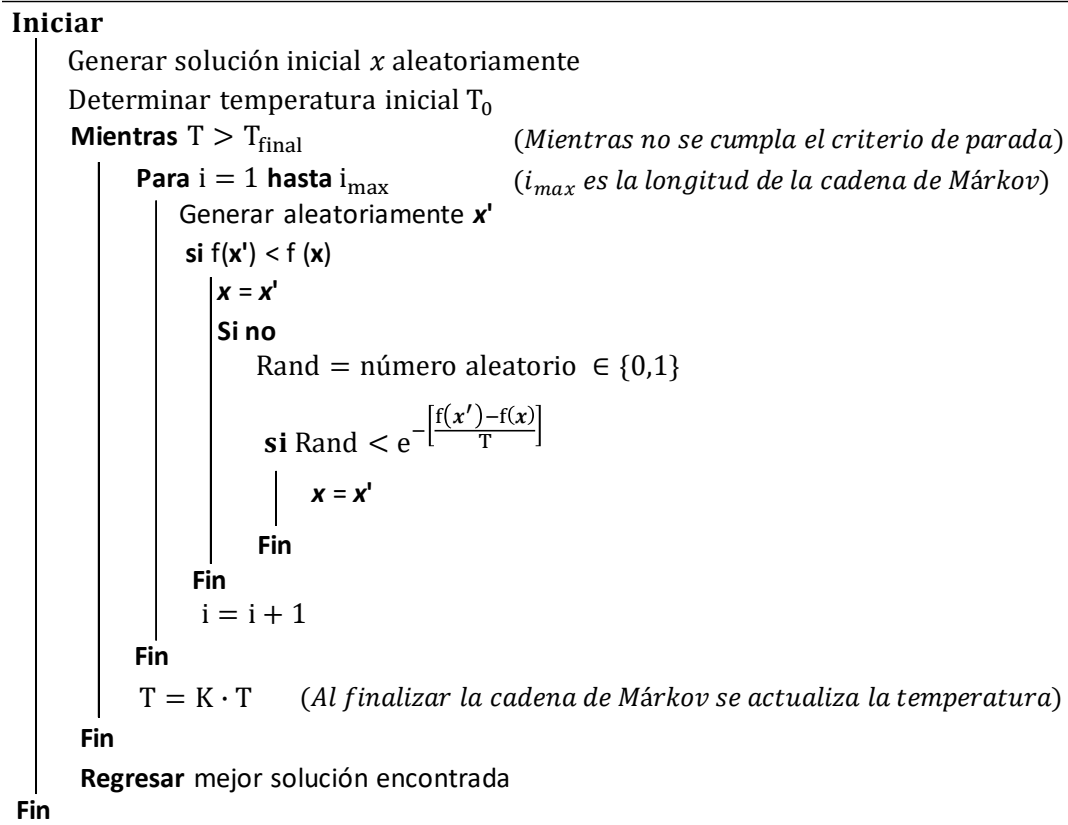 Iniciar
Generar solución inicial x aleatoriamente
Determinar temperatura inicial T₀
Mientras T > T_final (Mientras no se cumpla el criterio de parada)
Para i = 1 hasta i_max (i_max es la longitud de la cadena de Márkov)
Generar aleatoriamente x'
si f(x') < f (x)
x = x'
Si no
Rand = número aleatorio ∈ {0,1}
si Rand < e^−[(f(x′)−f(x))/T]
x = x'
Fin
Fin
i = i + 1
Fin
T = K · T (Al finalizar la cadena de Márkov se actualiza la temperatura)
Fin
Regresar mejor solución encontrada
Fin